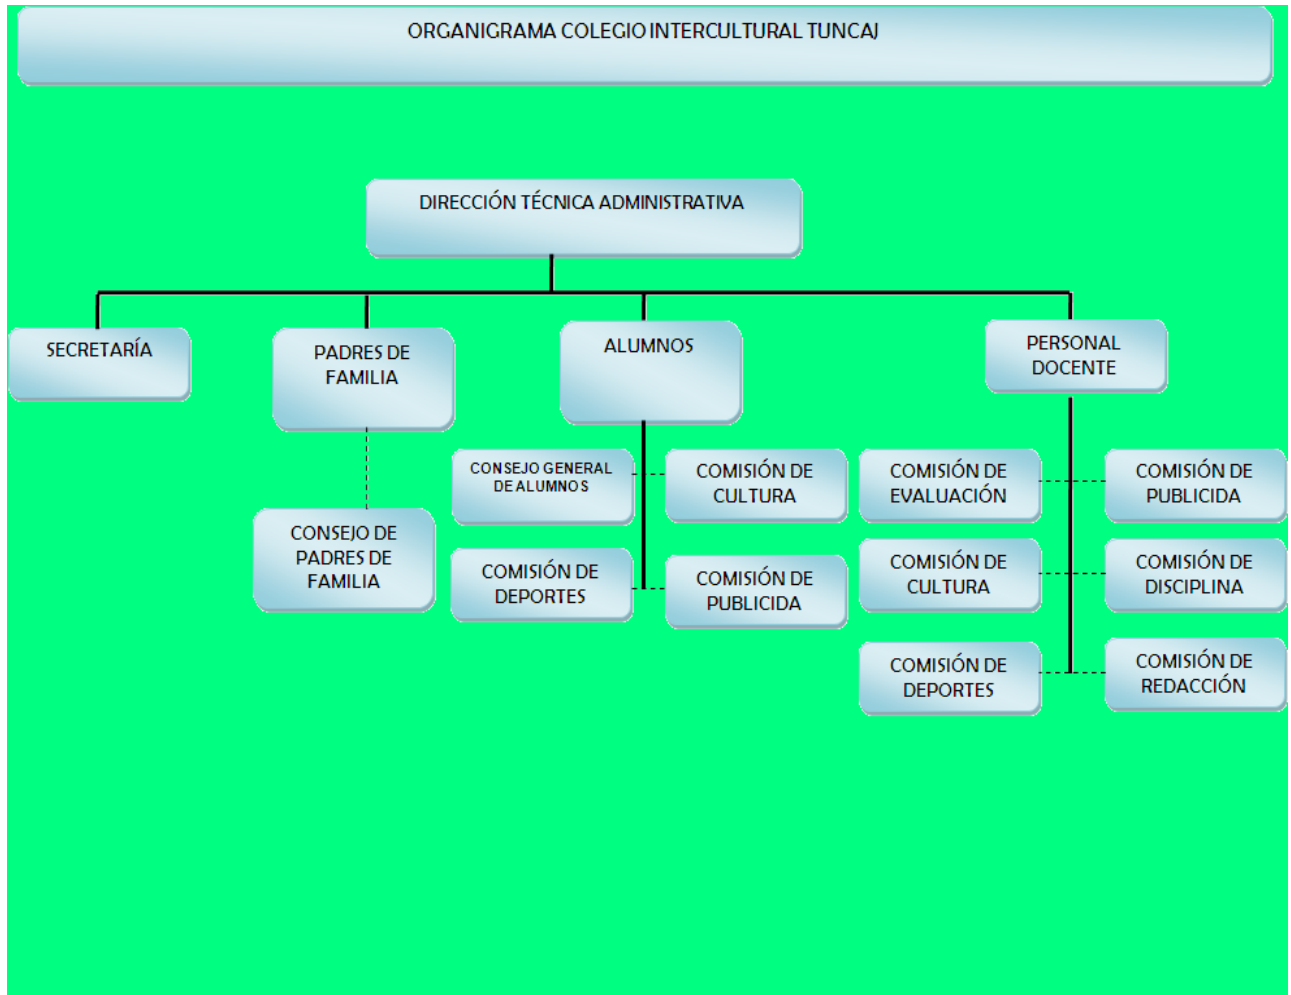 ORGANIGRAMA COLEGIO INTERCULTURAL TUNCAJ
DIRECCIÓN TÉCNICA ADMINISTRATIVA
SECRETARÍA
PADRES DE
FAMILIA
ALUMNOS
PERSONAL
DOCENTE
CONSEJO DE
PADRES DE
FAMILIA
CONSEJO GENERAL
DE ALUMNOS
COMISIÓN DE
CULTURA
COMISIÓN DE
DEPORTES
COMISIÓN DE
PUBLICIDA
COMISIÓN DE
EVALUACIÓN
COMISIÓN DE
PUBLICIDA
COMISIÓN DE
CULTURA
COMISIÓN DE
DISCIPLINA
COMISIÓN DE
DEPORTES
COMISIÓN DE
REDACCIÓN